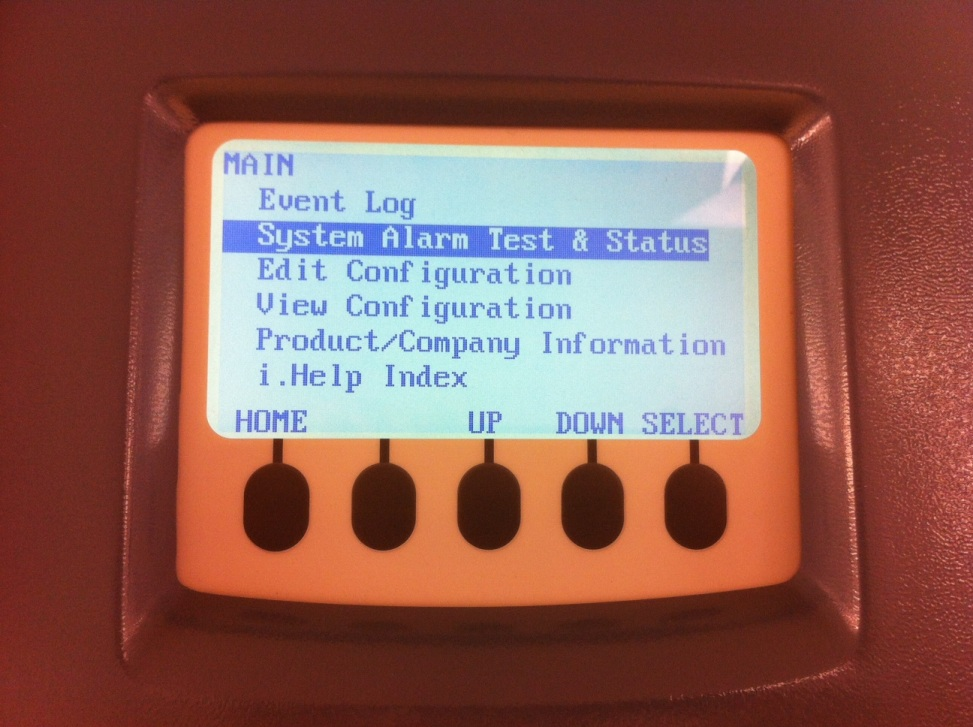 MAIN
Event Log
System Alarm Test & Status
Edit Configuration
View Configuration
Product/Company Information
i.Help Index
HOME UP DOWN SELECT